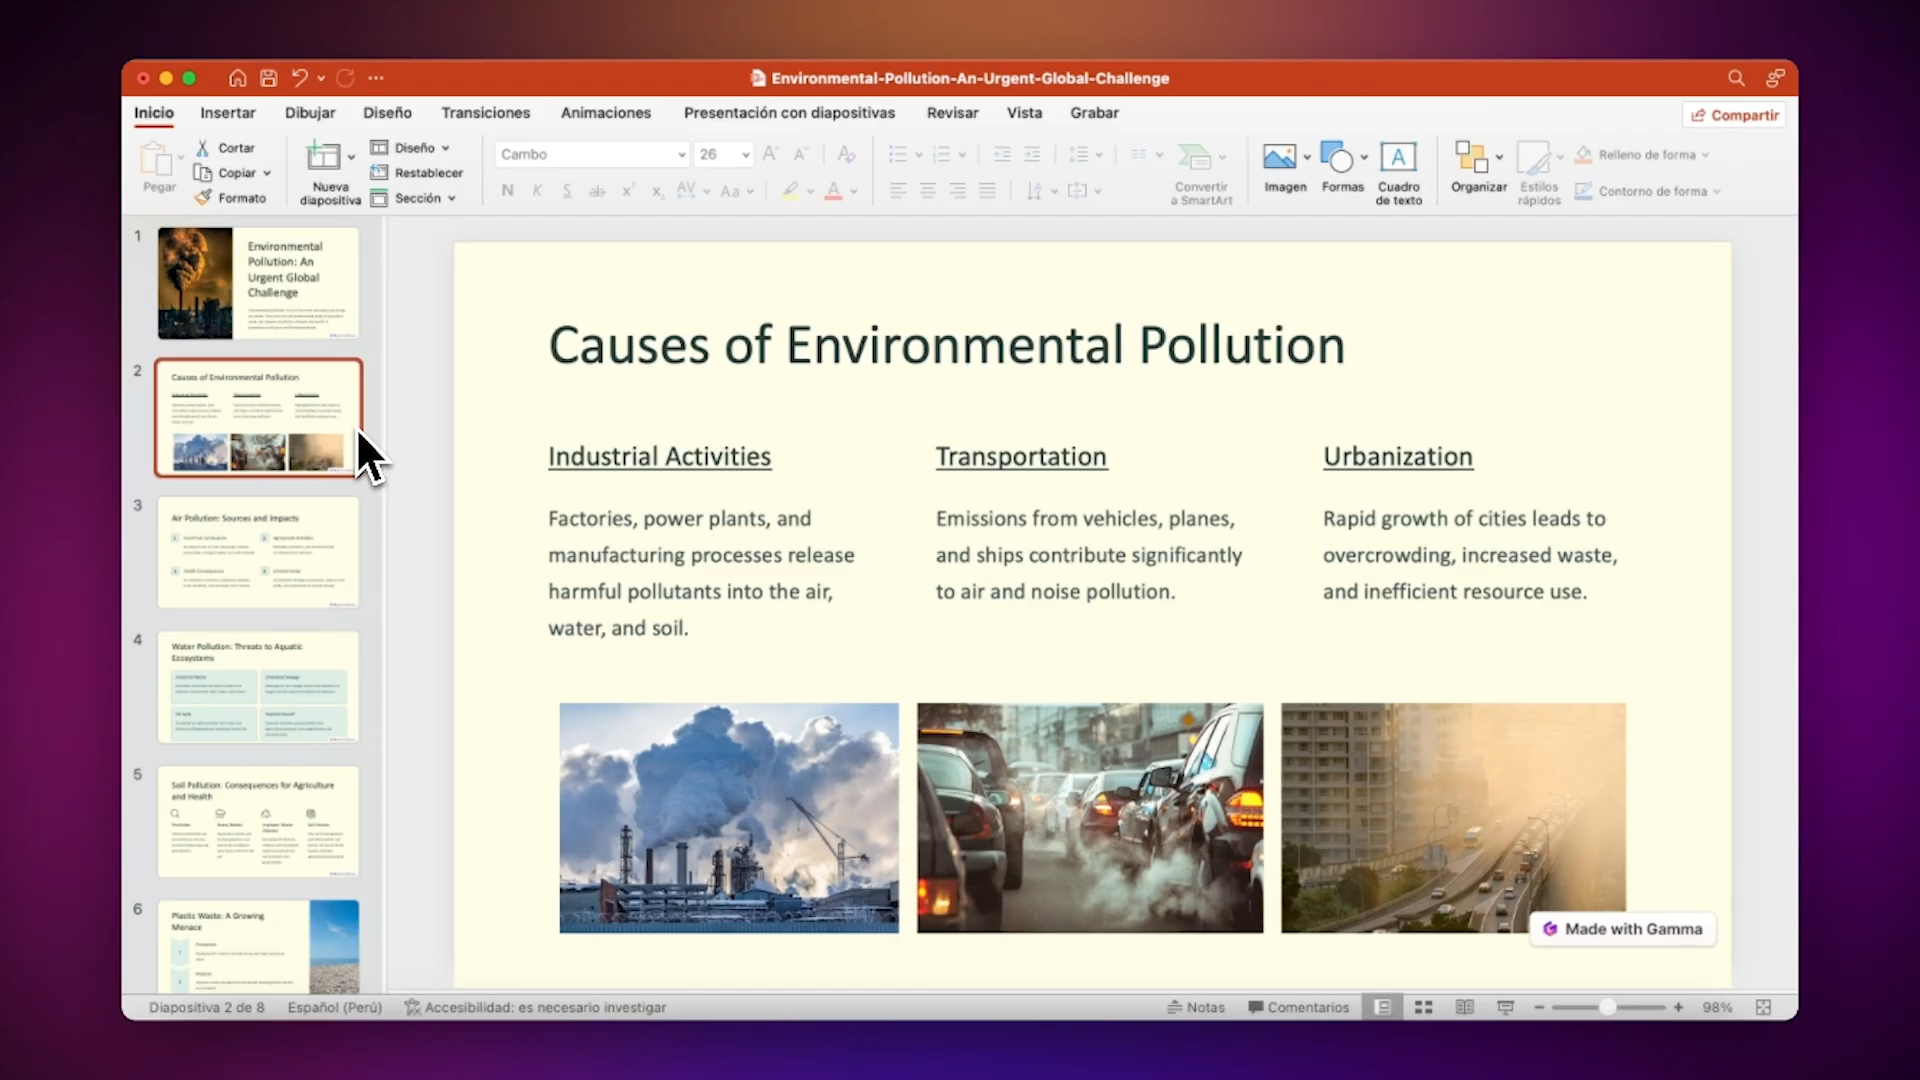 Environmental-Pollution-An-Urgent-Global-Challenge
Inicio Insertar Dibujar Diseño Transiciones Animaciones Presentación con diapositivas Revisar Vista Grabar Compartir
Pegar
Cortar
Copiar
Formato
Nueva
diapositiva
Diseño
Restablecer
Sección
Cambo 26
N K S ab x² x₂ AV Aa A
Convertir
a SmartArt
Imagen
Formas
Cuadro
de texto
Organizar
Estilos
rápidos
Relleno de forma
Contorno de forma
1
Environmental
Pollution: An
Urgent Global
Challenge
2
Causes of Environmental Pollution
3
Air Pollution: Sources and Impacts
4
Water Pollution: Threats to Aquatic
Ecosystems
5
Soil Pollution: Consequences for Agriculture
and Health
6
Plastic Waste: A Growing
Menace
Causes of Environmental Pollution
Industrial Activities
Factories, power plants, and
manufacturing processes release
harmful pollutants into the air,
water, and soil.
Transportation
Emissions from vehicles, planes,
and ships contribute significantly
to air and noise pollution.
Urbanization
Rapid growth of cities leads to
overcrowding, increased waste,
and inefficient resource use.
Made with Gamma
Diapositiva 2 de 8 Español (Perú) Accesibilidad: es necesario investigar Notas Comentarios 98%